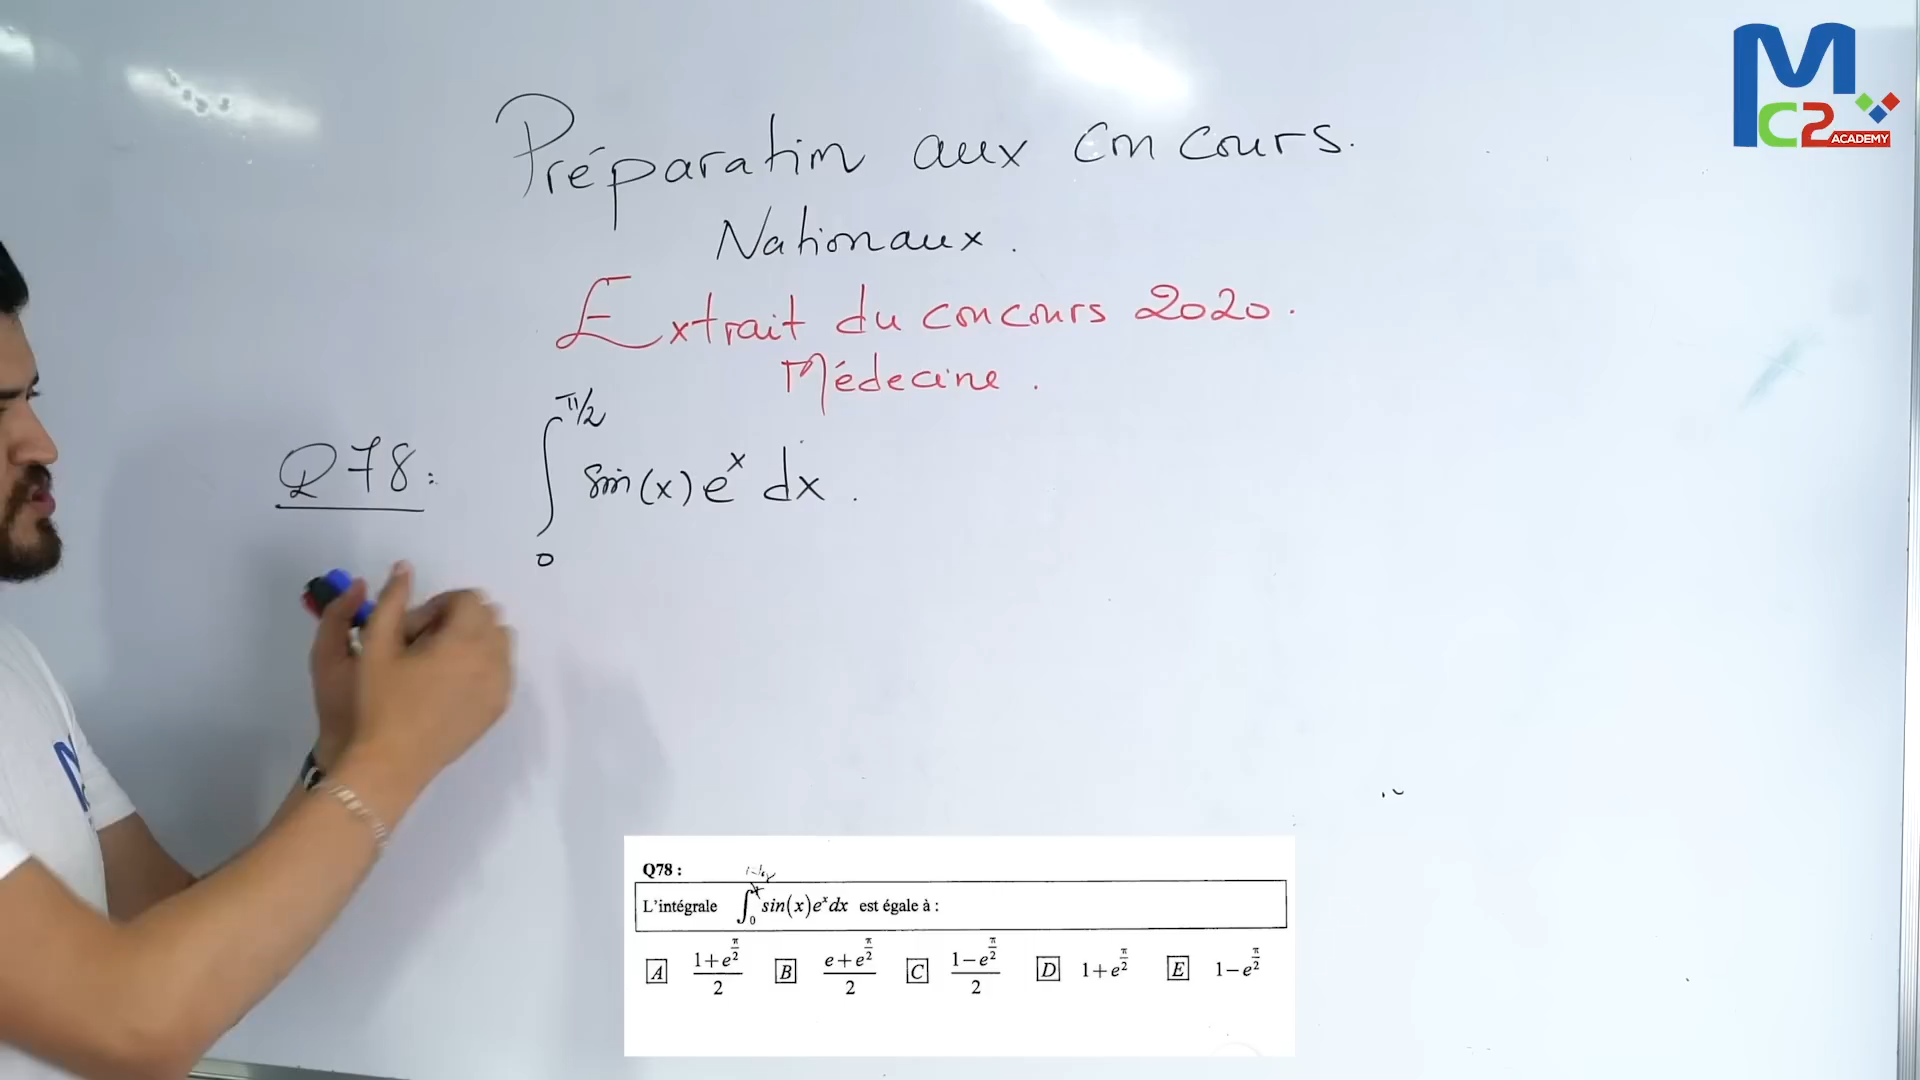 MC2 ACADEMY
Préparation aux concours.
Nationaux.
Extrait du concours 2020.
Médecine.
Q78: ∫₀^{π/2} sin(x) eˣ dx.
Q78 :
L'intégrale ∫₀ sin(x)eˣdx est égale à :
A (1+e^{π/2})/2 B (e+e^{π/2})/2 C (1−e^{π/2})/2 D 1+e^{π/2} E 1−e^{π/2}